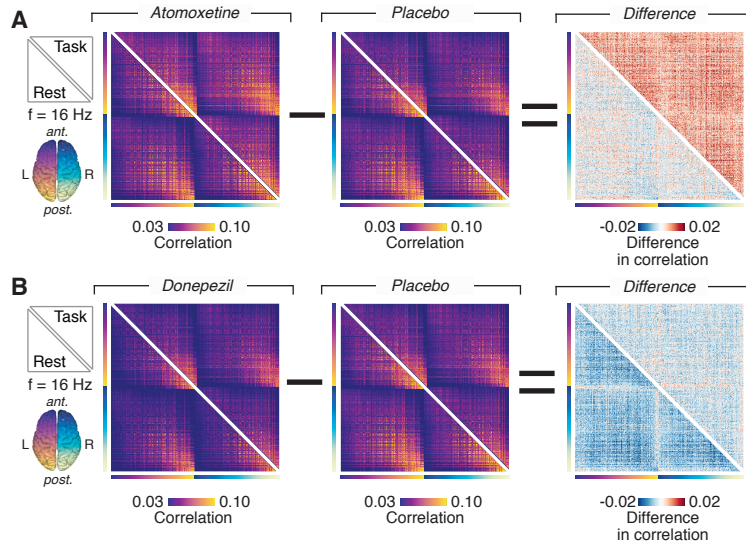 A
Atomoxetine
Placebo
Difference
Task
Rest
f = 16 Hz
ant.
L
R
post.
0.03
0.10
Correlation
0.03
0.10
Correlation
-0.02
0.02
Difference
in correlation
B
Donepezil
Placebo
Difference
Task
Rest
f = 16 Hz
ant.
L
R
post.
0.03
0.10
Correlation
0.03
0.10
Correlation
-0.02
0.02
Difference
in correlation